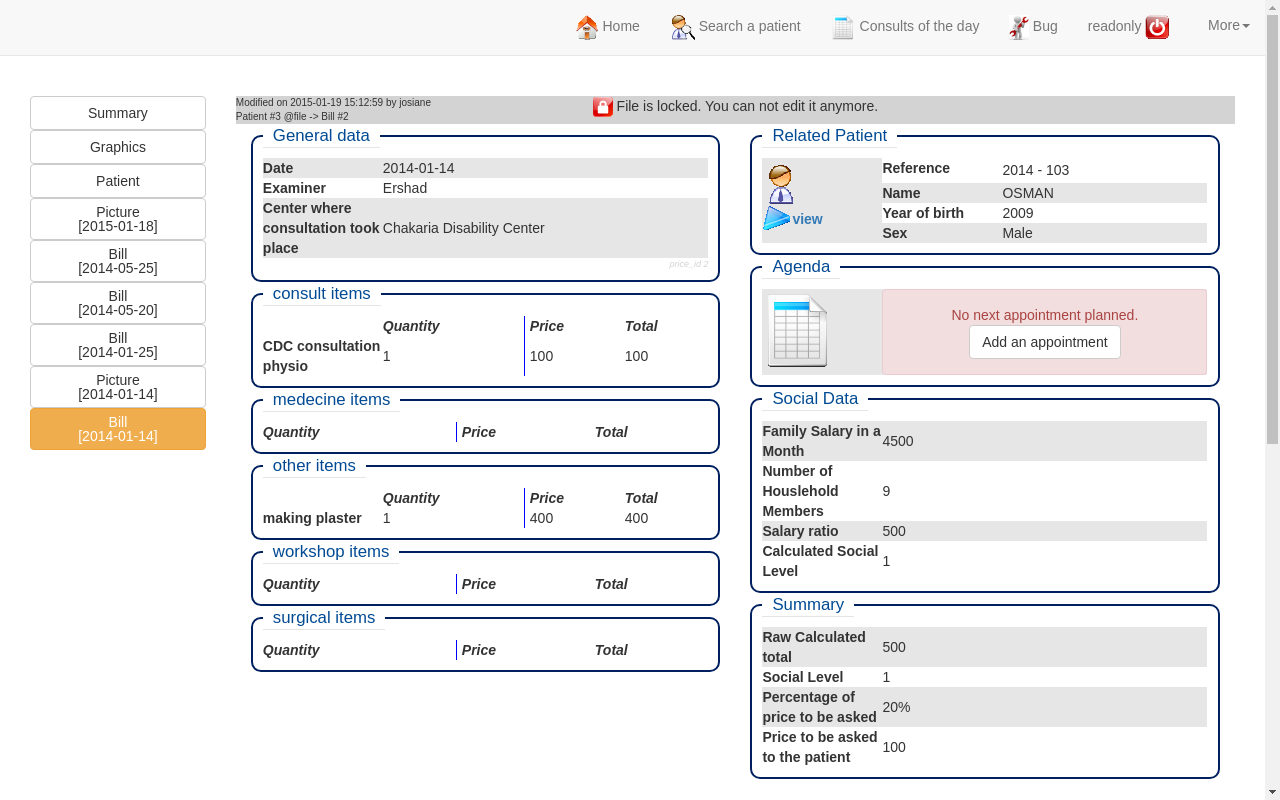 Home
Search a patient
Consults of the day
Bug
readonly
More
Summary
Graphics
Patient
Picture
[2015-01-18]
Bill
[2014-05-25]
Bill
[2014-05-20]
Bill
[2014-01-25]
Picture
[2014-01-14]
Bill
[2014-01-14]
Modified on 2015-01-19 15:12:59 by josiane
Patient #3 @file -> Bill #2
File is locked. You can not edit it anymore.
General data
Date 2014-01-14
Examiner Ershad
Center where
consultation took Chakaria Disability Center
place
price_id 2
consult items
Quantity Price Total
CDC consultation
physio 1 100 100
medecine items
Quantity Price Total
other items
Quantity Price Total
making plaster 1 400 400
workshop items
Quantity Price Total
surgical items
Quantity Price Total
Related Patient
view
Reference 2014 - 103
Name OSMAN
Year of birth 2009
Sex Male
Agenda
No next appointment planned.
Add an appointment
Social Data
Family Salary in a
Month 4500
Number of
Houslehold 9
Members
Salary ratio 500
Calculated Social
Level 1
Summary
Raw Calculated
total 500
Social Level 1
Percentage of
price to be asked 20%
Price to be asked
to the patient 100